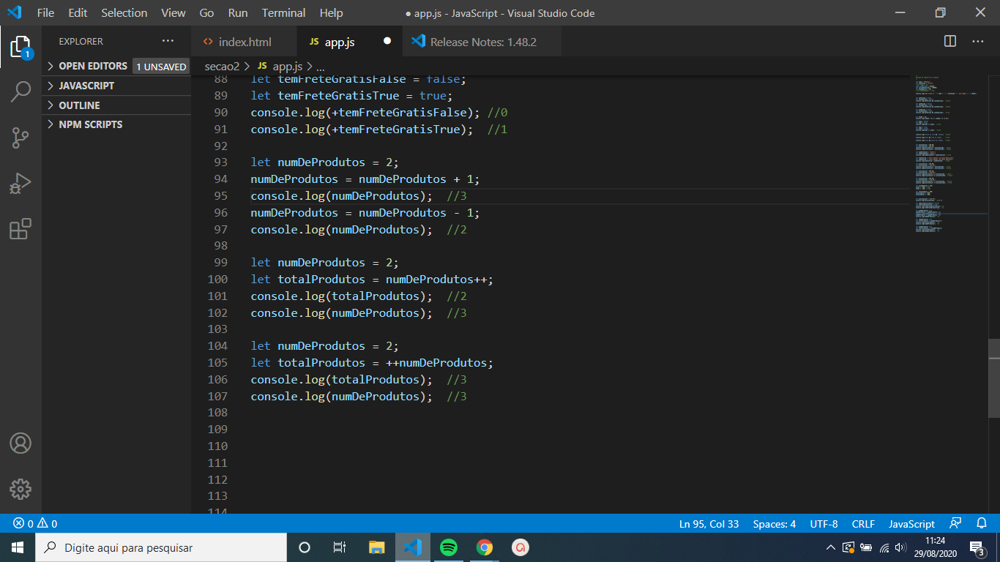 File Edit Selection View Go Run Terminal Help ● app.js - JavaScript - Visual Studio Code
EXPLORER ···
index.html
JS app.js
Release Notes: 1.48.2
1
OPEN EDITORS 1 UNSAVED
JAVASCRIPT
OUTLINE
NPM SCRIPTS
secao2 > JS app.js > ...
88 let temFreteGratisFalse = false;
89 let temFreteGratisTrue = true;
90 console.log(+temFreteGratisFalse); //0
91 console.log(+temFreteGratisTrue);  //1
92
93 let numDeProdutos = 2;
94 numDeProdutos = numDeProdutos + 1;
95 console.log(numDeProdutos);  //3
96 numDeProdutos = numDeProdutos - 1;
97 console.log(numDeProdutos);  //2
98
99 let numDeProdutos = 2;
100 let totalProdutos = numDeProdutos++;
101 console.log(totalProdutos);  //2
102 console.log(numDeProdutos);  //3
103
104 let numDeProdutos = 2;
105 let totalProdutos = ++numDeProdutos;
106 console.log(totalProdutos);  //3
107 console.log(numDeProdutos);  //3
108
109
110
111
112
113
114
0 0 Ln 95, Col 33 Spaces: 4 UTF-8 CRLF JavaScript
Digite aqui para pesquisar
11:24
29/08/2020
3